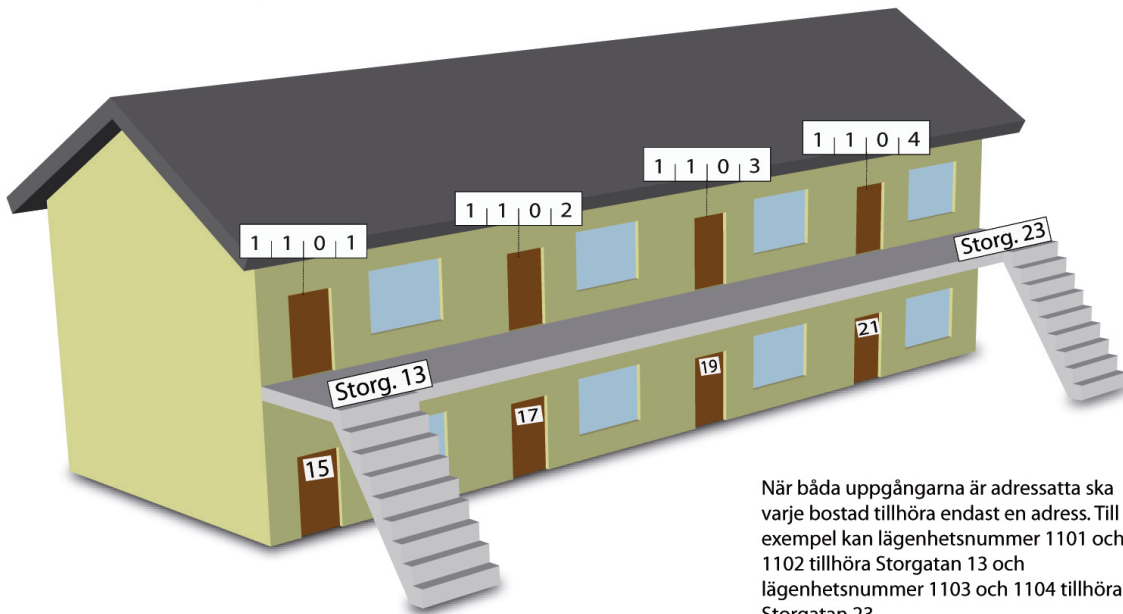 1 1 0 4
1 1 0 3
1 1 0 2
1 1 0 1
Storg. 23
Storg. 13
21
19
17
15
När båda uppgångarna är adressatta ska
varje bostad tillhöra endast en adress. Till
exempel kan lägenhetsnummer 1101 och
1102 tillhöra Storgatan 13 och
lägenhetsnummer 1103 och 1104 tillhöra
Storgatan 23